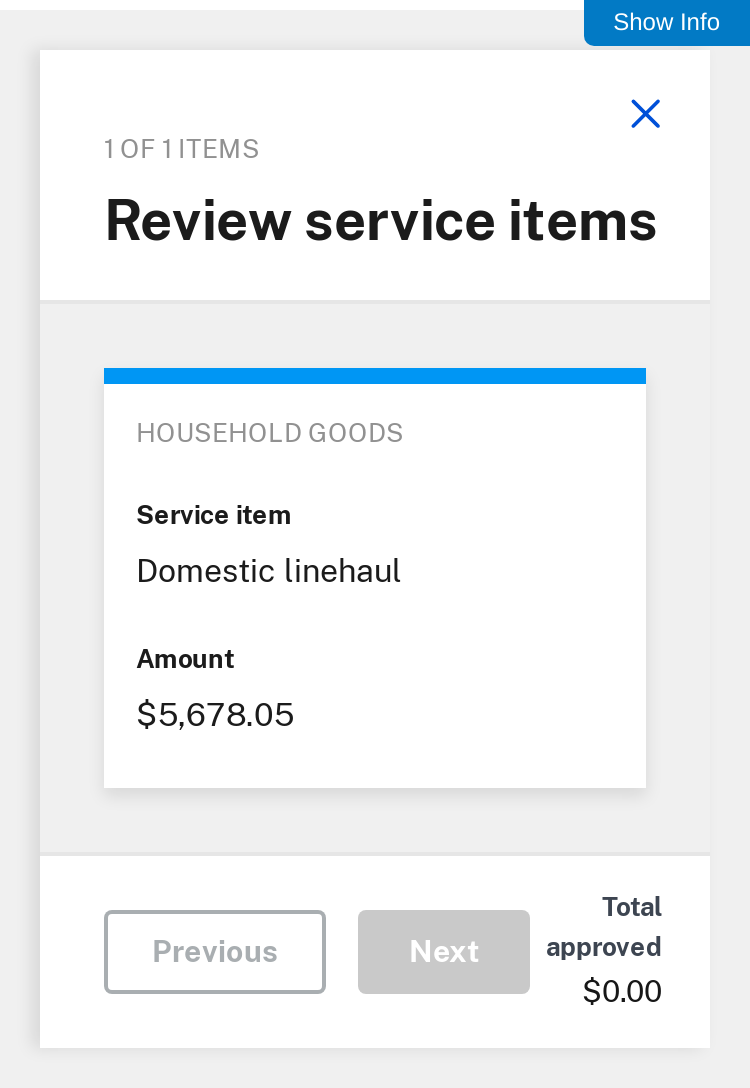 Show Info
1 OF 1 ITEMS
Review service items
HOUSEHOLD GOODS
Service item
Domestic linehaul
Amount
$5,678.05
Previous
Next
Total
approved
$0.00